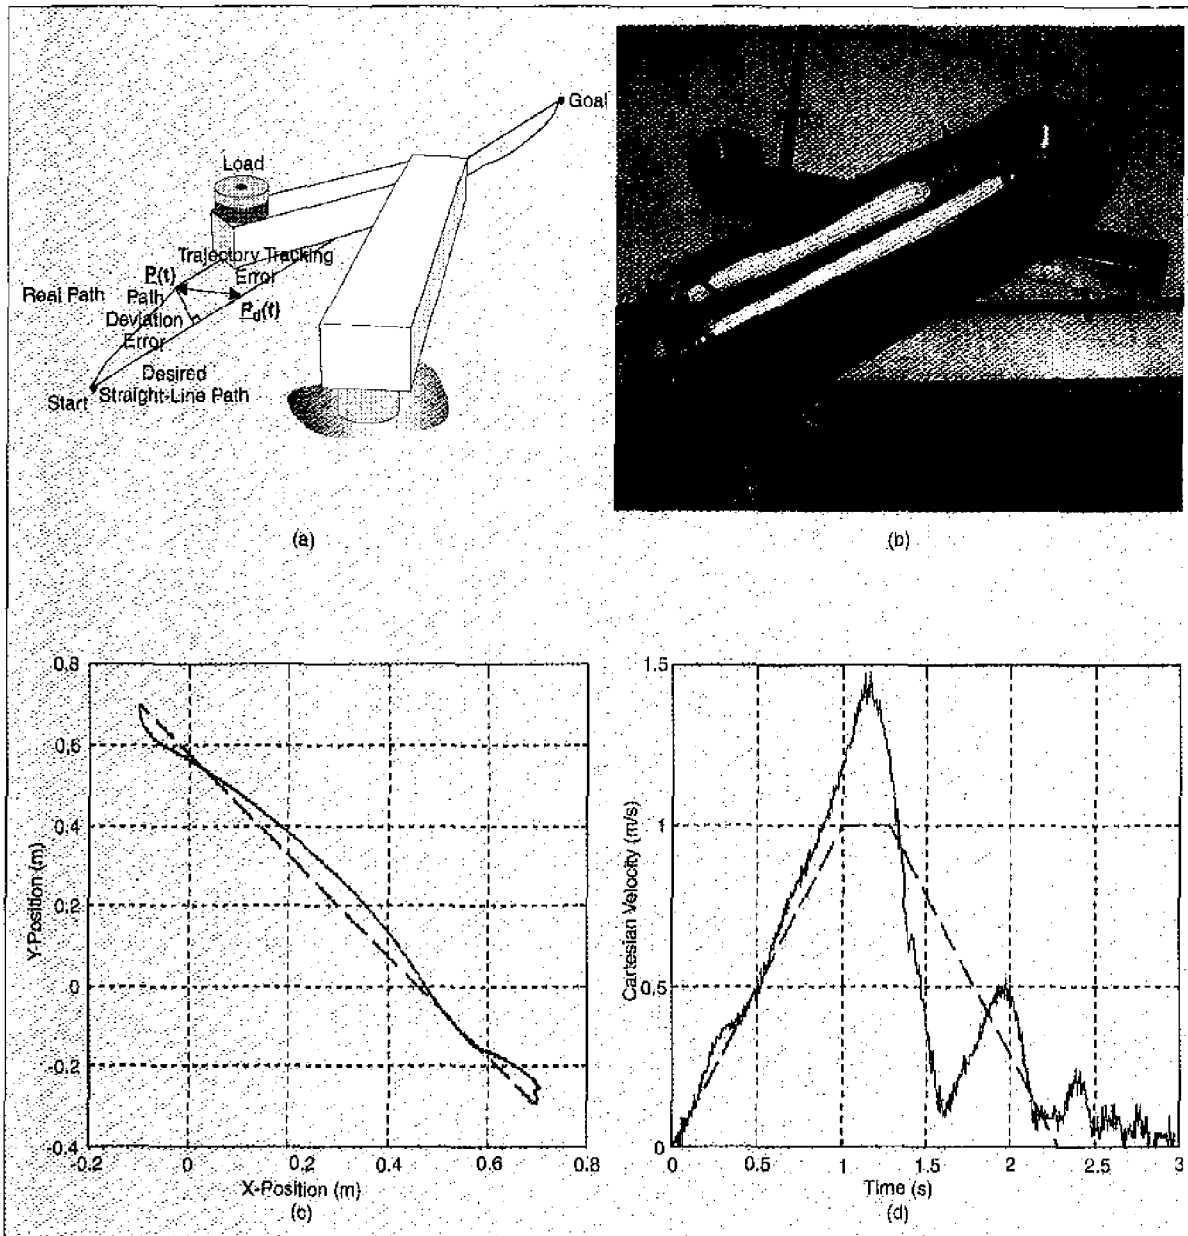 Goal
Load
Trajectory Tracking
Error
P(t)
Real Path
Path
Deviation
Error
P_d(t)
Desired
Straight-Line Path
Start
(a)
(b)
0.8
0.6
0.4
0.2
0
-0.2
-0.4
Y-Position (m)
-0.2
0
0.2
0.4
0.6
0.8
X-Position (m)
(c)
1.5
1
0.5
0
Cartesian Velocity (m/s)
0
0.5
1
1.5
2
2.5
3
Time (s)
(d)